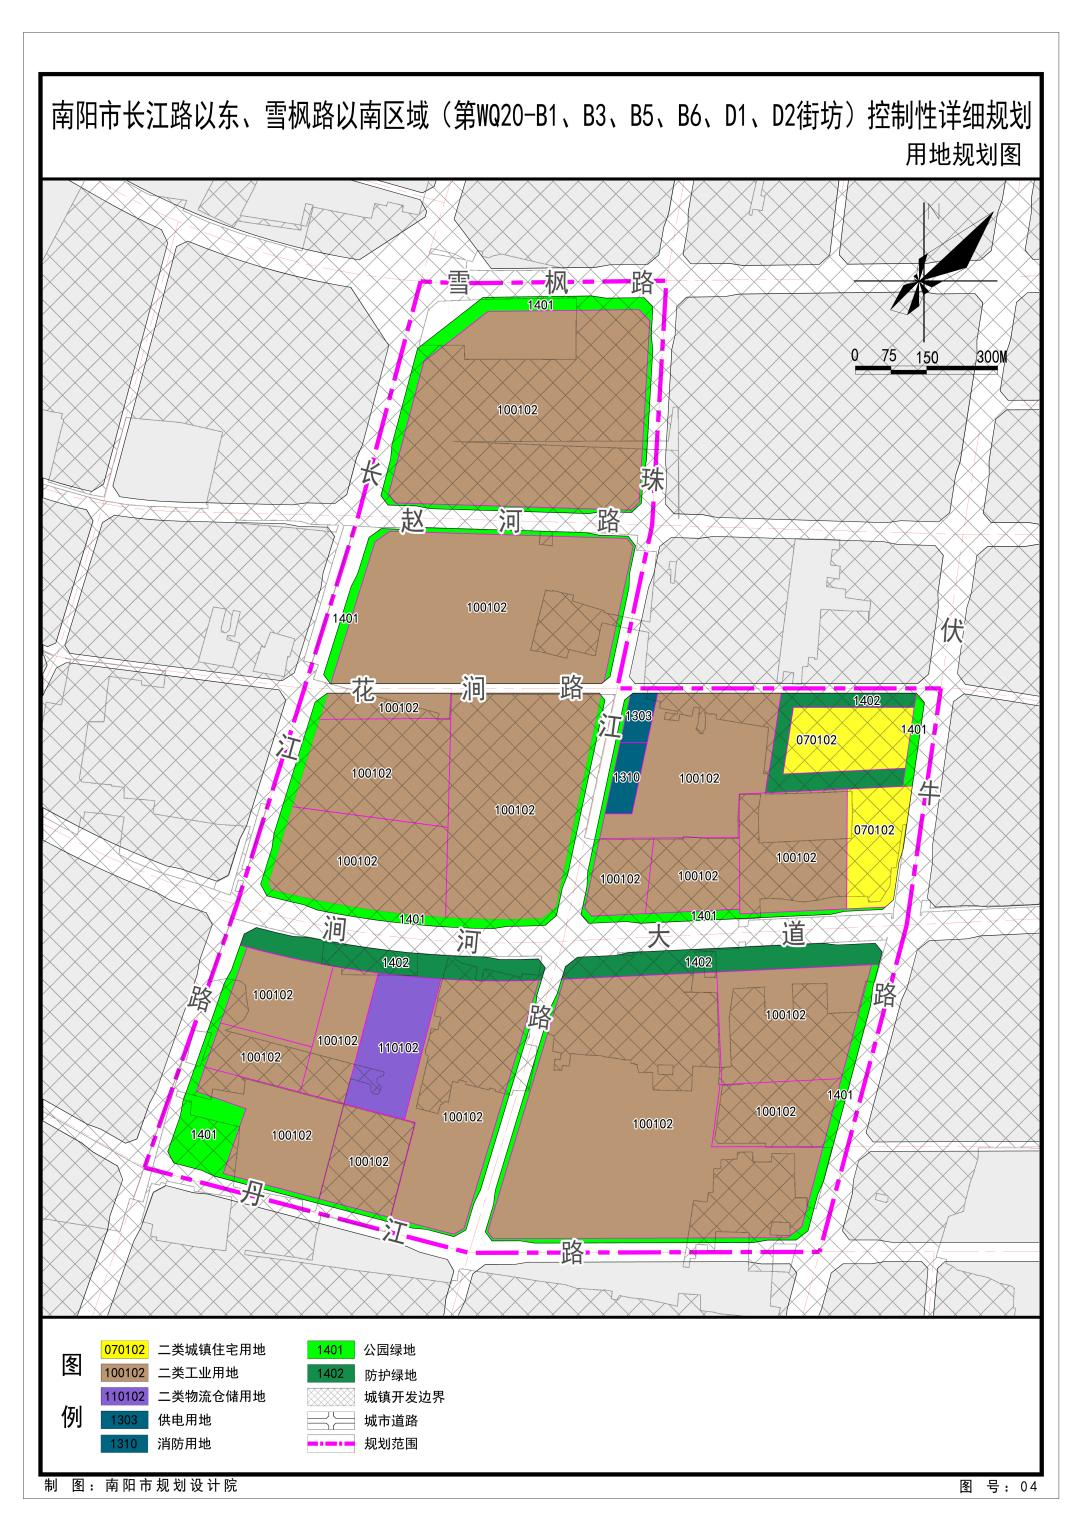 南阳市长江路以东、雪枫路以南区域（第WQ20-B1、B3、B5、B6、D1、D2街坊）控制性详细规划
用地规划图
N
0 75 150 300M
雪 枫 路
1401
100102
长
珠
赵 河 路
100102
1401
伏
花 涧 路
100102
1303
江
1402
1401
070102
江
100102
1310
100102
牛
100102
070102
100102
100102
100102
100102
1401
1401
涧 河 大 道
1402
1402
路
100102
路
路
100102
100102
110102
100102
1401
100102
100102
100102
1401
100102
100102
丹 江 路
图例
070102 二类城镇住宅用地
100102 二类工业用地
110102 二类物流仓储用地
1303 供电用地
1310 消防用地
1401 公园绿地
1402 防护绿地
城镇开发边界
城市道路
规划范围
制 图：南阳市规划设计院
图 号：04